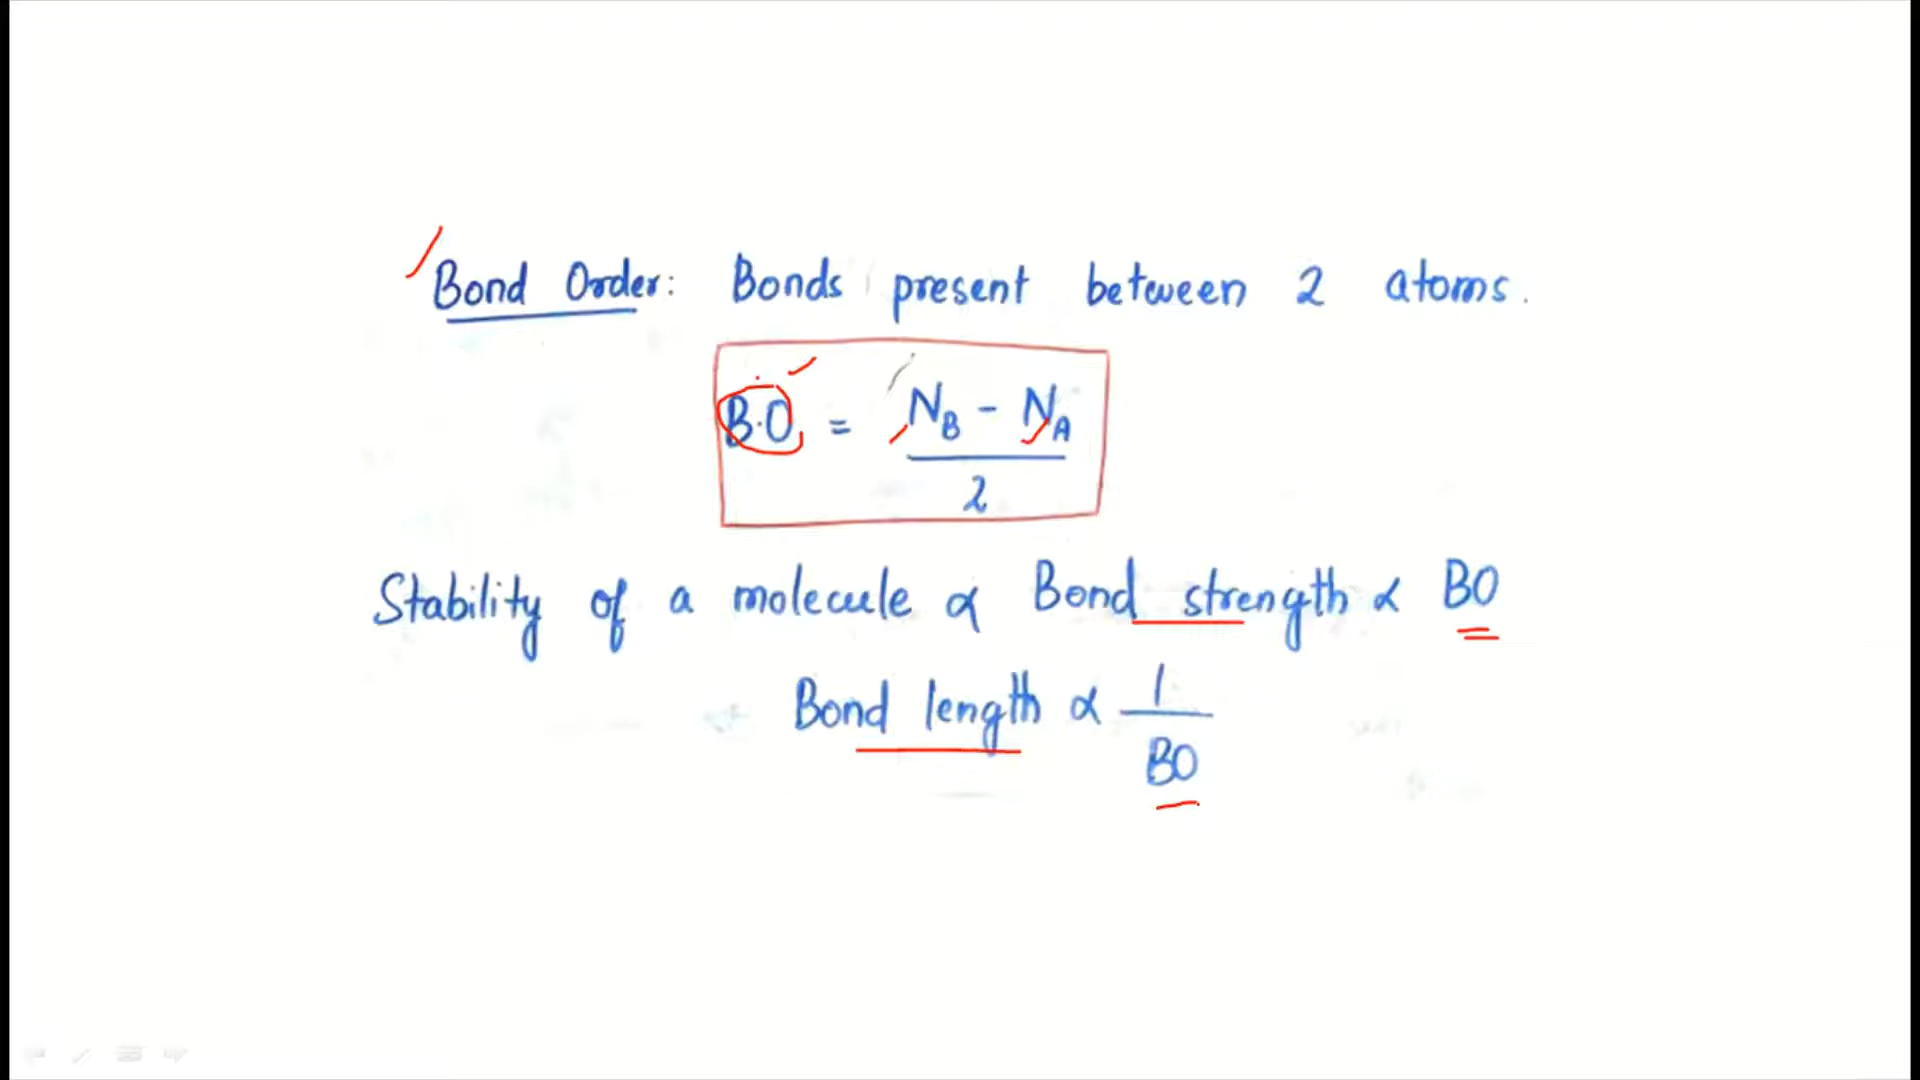 Bond Order: Bonds present between 2 atoms.
B.O = N_B - N_A / 2
Stability of a molecule ∝ Bond strength ∝ BO
Bond length ∝ 1 / BO